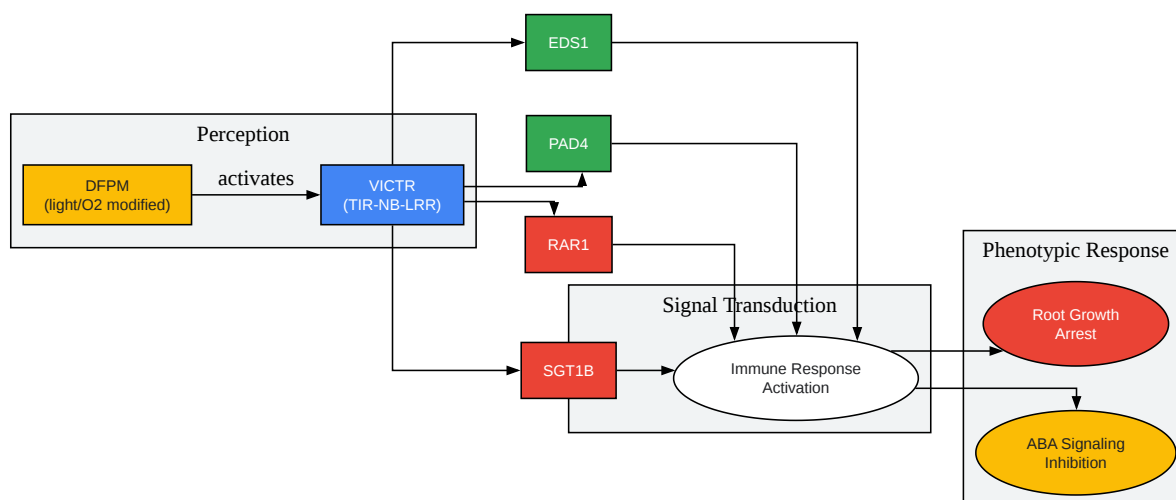 EDS1
Perception
PAD4
DFPM
(light/O2 modified)
activates
VICTR
(TIR-NB-LRR)
RAR1
Phenotypic Response
Signal Transduction
Root Growth
Arrest
SGT1B
Immune Response
Activation
ABA Signaling
Inhibition